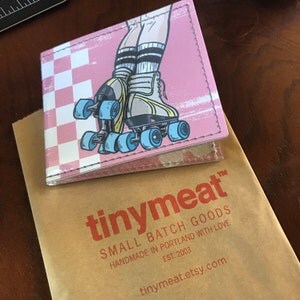 tinymeat™
SMALL BATCH GOODS
HANDMADE IN PORTLAND WITH LOVE
EST. 2003
tinymeat.etsy.com